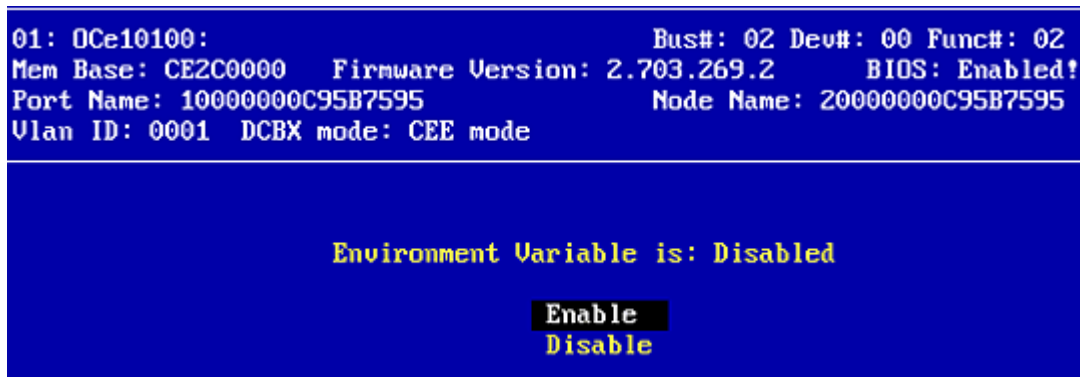 01: OCe10100: Bus#: 02 Dev#: 00 Func#: 02
Mem Base: CE2C0000 Firmware Version: 2.703.269.2 BIOS: Enabled!
Port Name: 10000000C95B7595 Node Name: 20000000C95B7595
Vlan ID: 0001 DCBX mode: CEE mode
Environment Variable is: Disabled
Enable
Disable